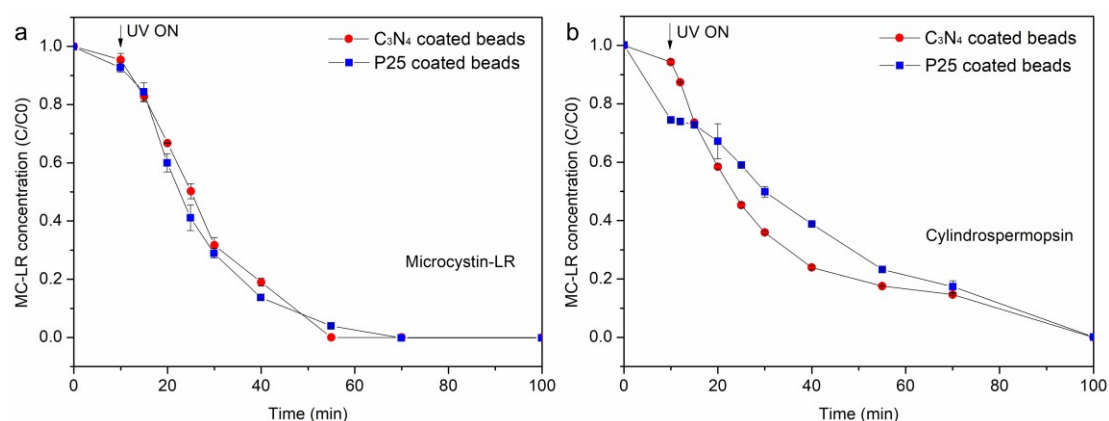 a
UV ON
C₃N₄ coated beads
P25 coated beads
MC-LR concentration (C/C0)
1.0
0.8
0.6
0.4
0.2
0.0
Microcystin-LR
0
20
40
60
80
100
Time (min)
b
UV ON
C₃N₄ coated beads
P25 coated beads
MC-LR concentration (C/C0)
1.0
0.8
0.6
0.4
0.2
0.0
Cylindrospermopsin
0
20
40
60
80
100
Time (min)